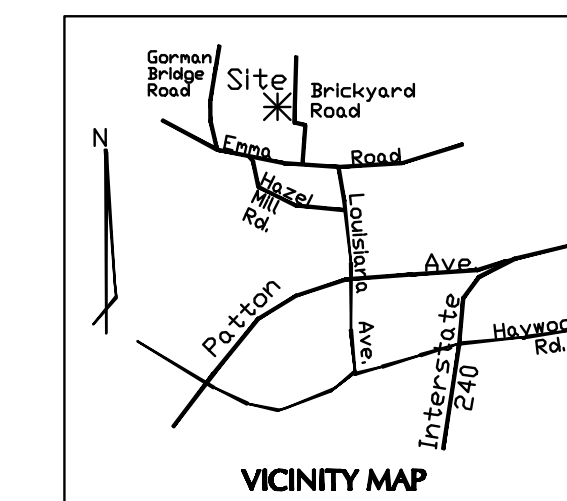 Gorman
Bridge
Road
Site
Brickyard
Road
N
Emma Road
Hazel
Mill
Rd.
Louisiana Ave.
Patton Ave
Interstate
240
Haywoo
Rd.
VICINITY MAP